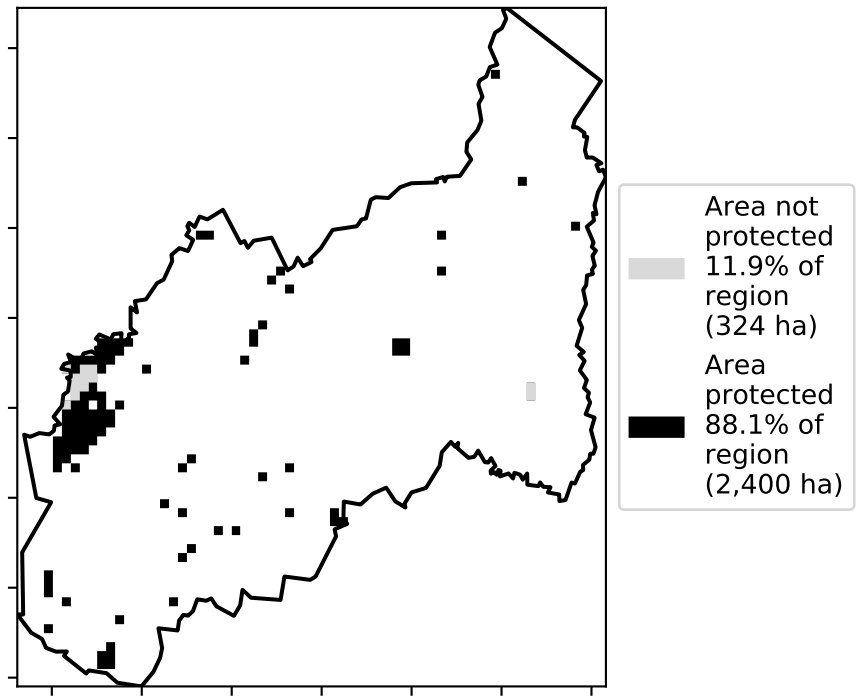 Area not
protected
11.9% of
region
(324 ha)
Area
protected
88.1% of
region
(2,400 ha)